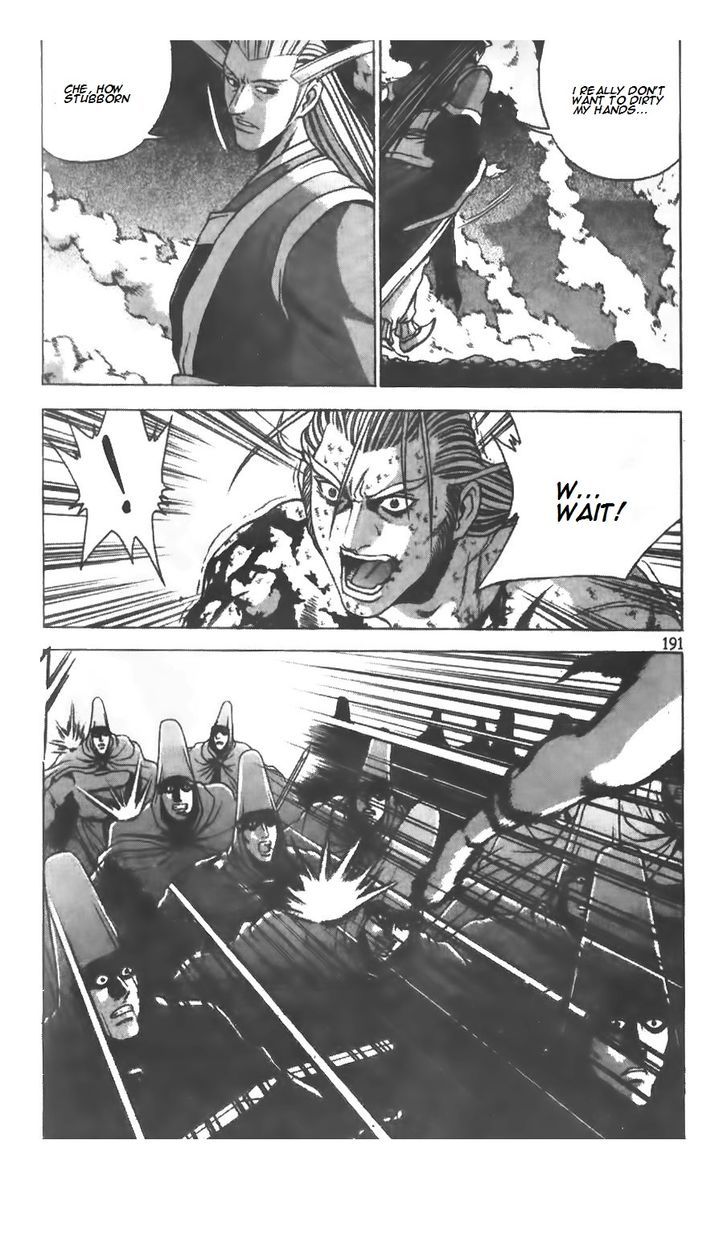 I REALLY DON'T
WANT TO DIRTY
MY HANDS...
CHE, HOW
STUBBORN
W...
WAIT!
!
191